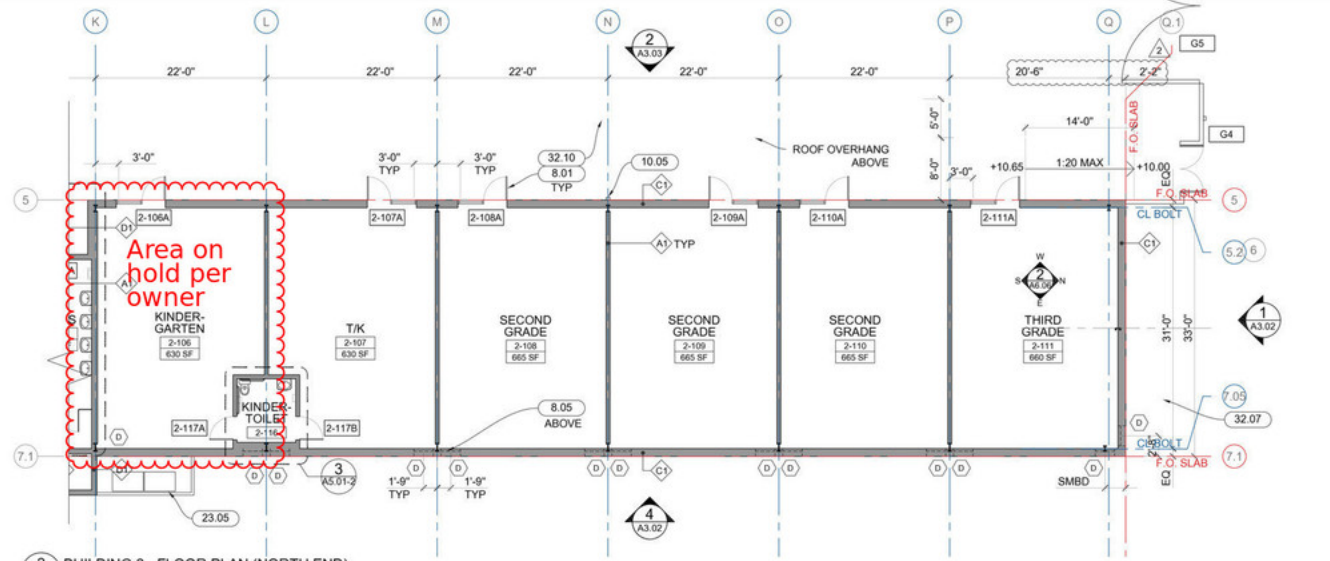 K L M N O P Q Q.1
2
A3.03
2
G5
22'-0" 22'-0" 22'-0" 22'-0" 22'-0" 20'-6" 2'-2"
5'-0"
14'-0"
F.O. SLAB
G4
3'-0" 3'-0" 3'-0" 32.10 10.05 ROOF OVERHANG
TYP TYP 8.01 ABOVE
TYP
8'-0"
3'-0"
+10.65 1:20 MAX +10.00
EQ
C1
5 F.O. SLAB 5
2-106A 2-107A 2-108A 2-109A 2-110A 2-111A CL BOLT
D1 A1 TYP C1 5.2 6
Area on
hold per
owner
A1
W
S 2 N
A6.06
E
KINDER-
GARTEN
2-106
630 SF
T/K
2-107
630 SF
SECOND
GRADE
2-108
665 SF
SECOND
GRADE
2-109
665 SF
SECOND
GRADE
2-110
665 SF
THIRD
GRADE
2-111
660 SF
31'-0" 33'-0"
1
A3.02
S
KINDER-
TOILET
2-116
2-117A 2-117B
8.05
ABOVE
7.05
32.07
D D
CL BOLT
7.1 F.O. SLAB 7.1
D1 D D D D D D D D D D D
C1
EQ
3
A5.01-2
1'-9" 1'-9"
TYP TYP
SMBD
23.05
4
A3.02